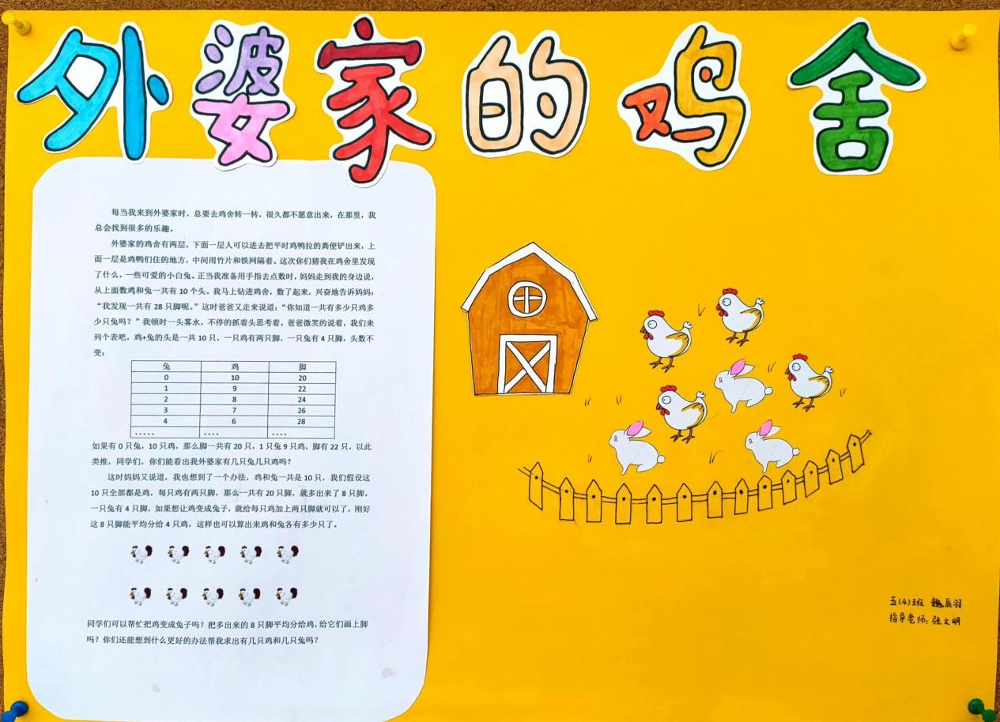 外婆家的鸡舍
每当我来到外婆家时，总要去鸡舍转一转，很久都不愿意出来，在那里，我
总会找到很多的乐趣。
外婆家的鸡舍有两层，下面一层人可以进去把平时鸡鸭拉的粪便铲出来，上
面一层是鸡鸭们住的地方，中间用竹片和铁网隔着。这次你们猜我在鸡舍里发现
了什么，一些可爱的小白兔。正当我准备用手指去点数时，妈妈走到我的身边说，
从上面数鸡和兔一共有 10 个头。我马上钻进鸡舍，数了起来，兴奋地告诉妈妈：
“我发现一共有 28 只脚呢。”这时爸爸又走来说道：“你知道一共有多少只鸡多
少只兔吗？”我顿时一头雾水，不停的抓着头思考着。爸爸微笑的说着，我们来
列个表吧，鸡+兔的头是一共 10 只，一只鸡有两只脚，一只兔有 4 只脚，头数不
变：
兔 鸡 脚
0 10 20
1 9 22
2 8 24
3 7 26
4 6 28
、、、、、 、、、、 、、、、
如果有 0 只兔，10 只鸡，那么脚一共有 20 只，1 只兔 9 只鸡，脚有 22 只，以此
类推，同学们，你们能看出我外婆家有几只兔几只鸡吗？
这时妈妈又说道，我也想到了一个办法，鸡和兔一共是 10 只，我们假设这
10 只全部都是鸡，每只鸡有两只脚，那么一共有 20 只脚，就多出来了 8 只脚。
一只兔有 4 只脚，如果想让鸡变成兔子，就给每只鸡加上两只脚就可以了，刚好
这 8 只脚能平均分给 4 只鸡，这样也可以算出来鸡和兔各有多少只了。
同学们可以帮忙把鸡变成兔子吗？把多出来的 8 只脚平均分给鸡，给它们画上脚
吗？你们还能想到什么更好的办法帮我求出有几只鸡和几只兔吗？
五(4)班 魏辰羽
指导老师：张文明